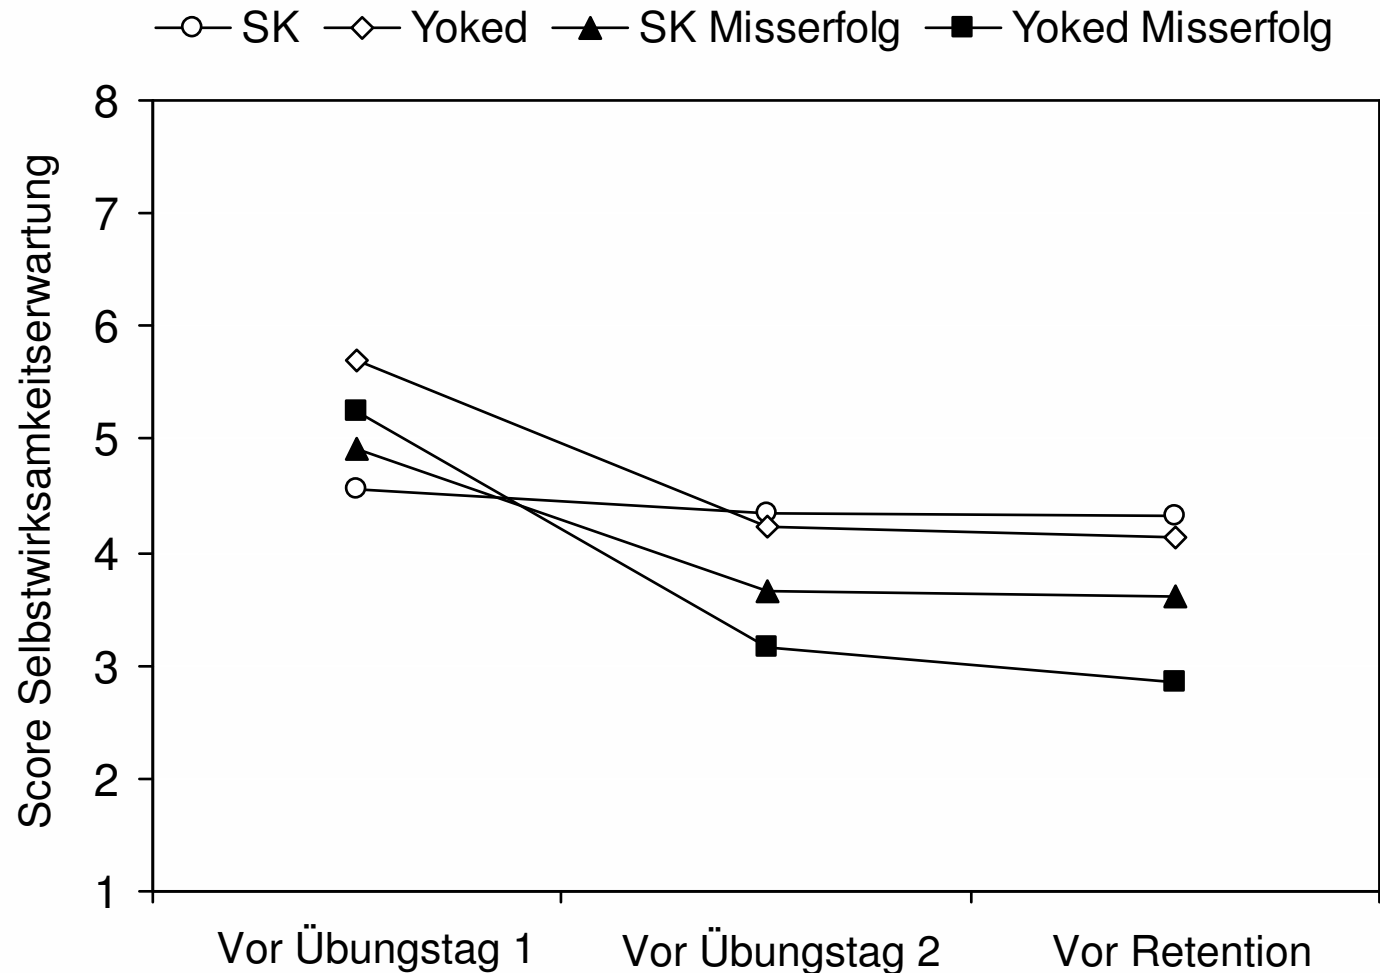 SK Yoked SK Misserfolg Yoked Misserfolg
Score Selbstwirksamkeitserwartung
8
7
6
5
4
3
2
1
Vor Übungstag 1 Vor Übungstag 2 Vor Retention